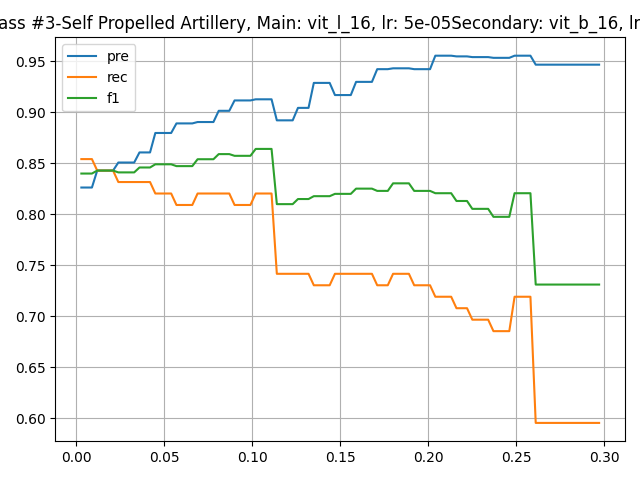 ass #3-Self Propelled Artillery, Main: vit_l_16, lr: 5e-05Secondary: vit_b_16, lr
pre
rec
f1
0.95
0.90
0.85
0.80
0.75
0.70
0.65
0.60
0.00 0.05 0.10 0.15 0.20 0.25 0.30